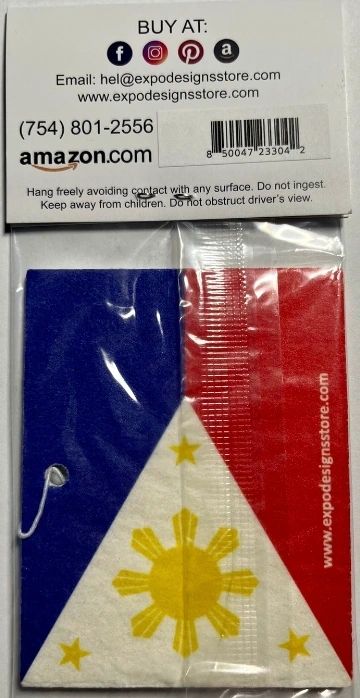 BUY AT:
Email: hel@expodesignsstore.com
www.expodesignsstore.com
(754) 801-2556
amazon.com
8 50047 23304 2
Hang freely avoiding contact with any surface. Do not ingest.
Keep away from children. Do not obstruct driver's view.
www.expodesignsstore.com